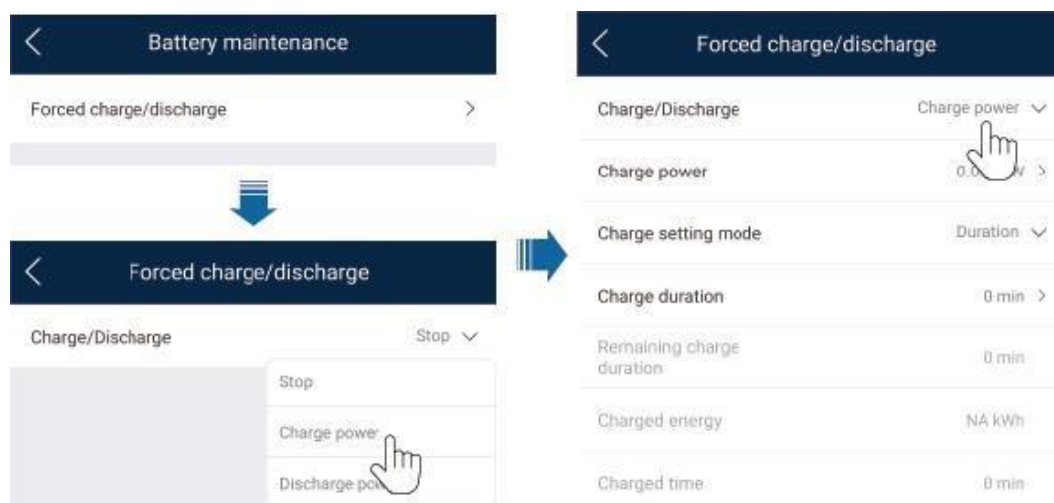 Battery maintenance
Forced charge/discharge
Forced charge/discharge
Charge/Discharge Stop
Stop
Charge power
Discharge
Forced charge/discharge
Charge/Discharge Charge power
Charge power
Charge setting mode Duration
Charge duration 0 min
Remaining charge
duration 0 min
Charged energy NA kWh
Charged time 0 min